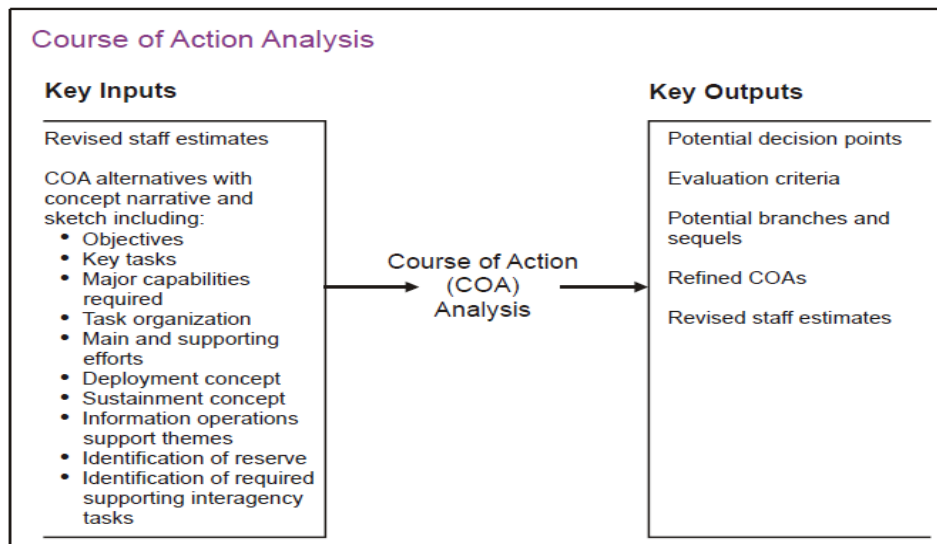 Course of Action Analysis
Key Inputs
Revised staff estimates
COA alternatives with
concept narrative and
sketch including:
• Objectives
• Key tasks
• Major capabilities
required
• Task organization
• Main and supporting
efforts
• Deployment concept
• Sustainment concept
• Information operations
support themes
• Identification of reserve
• Identification of required
supporting interagency
tasks
Course of Action
(COA)
Analysis
Key Outputs
Potential decision points
Evaluation criteria
Potential branches and
sequels
Refined COAs
Revised staff estimates